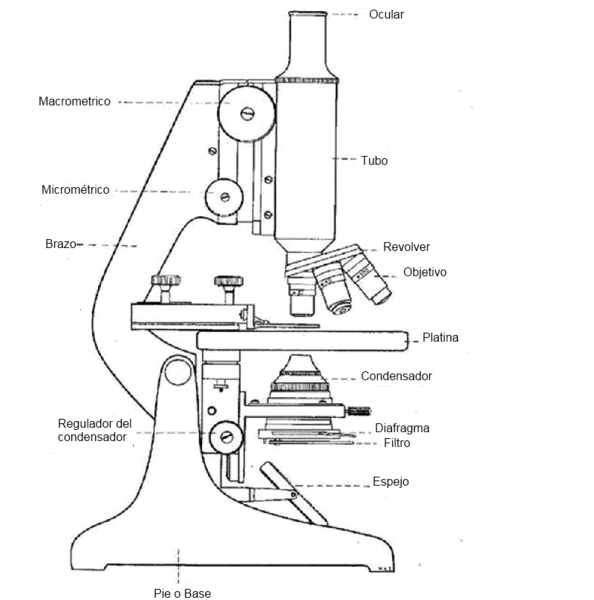 Ocular
Macrometrico
Tubo
Micrométrico
Brazo
Revolver
Objetivo
Platina
Condensador
Regulador del
condensador
Diafragma
Filtro
Espejo
Pie o Base